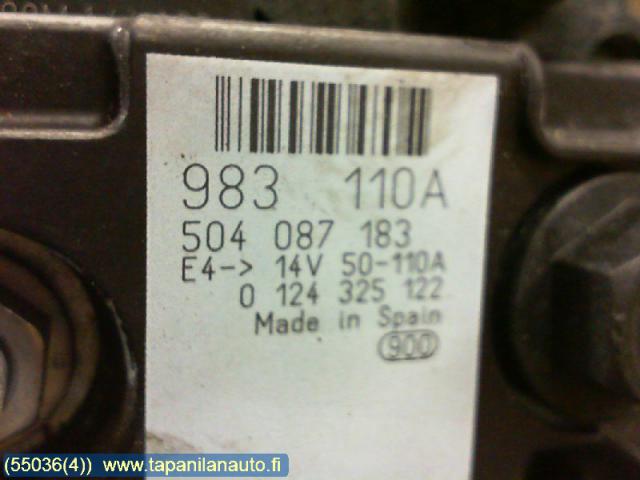 983 110A
504 087 183
E4-> 14V 50-110A
0 124 325 122
Made in Spain
900
(55036(4)) www.tapanilanauto.fi